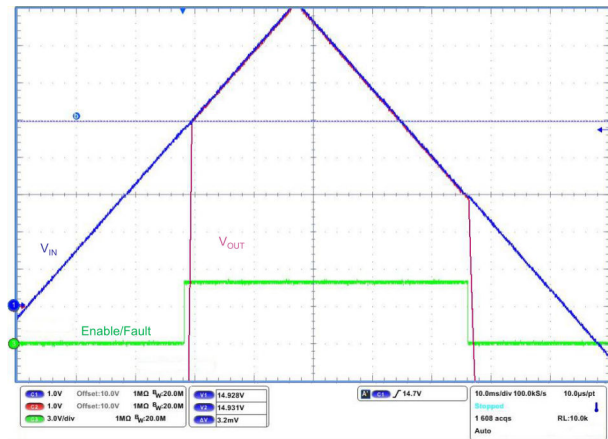 b
V_IN
V_OUT
1
Enable/Fault
C1 1.0V Offset:10.0V 1MΩ BW:20.0M
C2 1.0V Offset:10.0V 1MΩ BW:20.0M
C3 3.0V/div 1MΩ BW:20.0M
V1 14.928V
V2 14.931V
ΔV 3.2mV
A' C1 14.7V
10.0ms/div 100.0kS/s 10.0µs/pt
Stopped
1 608 acqs RL:10.0k
Auto